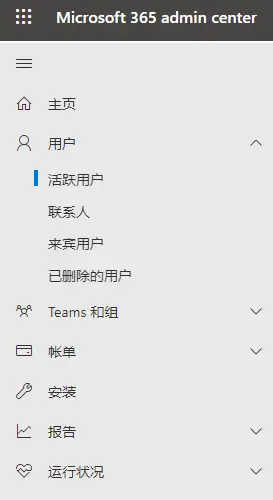 Microsoft 365 admin center
主页
用户
活跃用户
联系人
来宾用户
已删除的用户
Teams 和组
帐单
安装
报告
运行状况